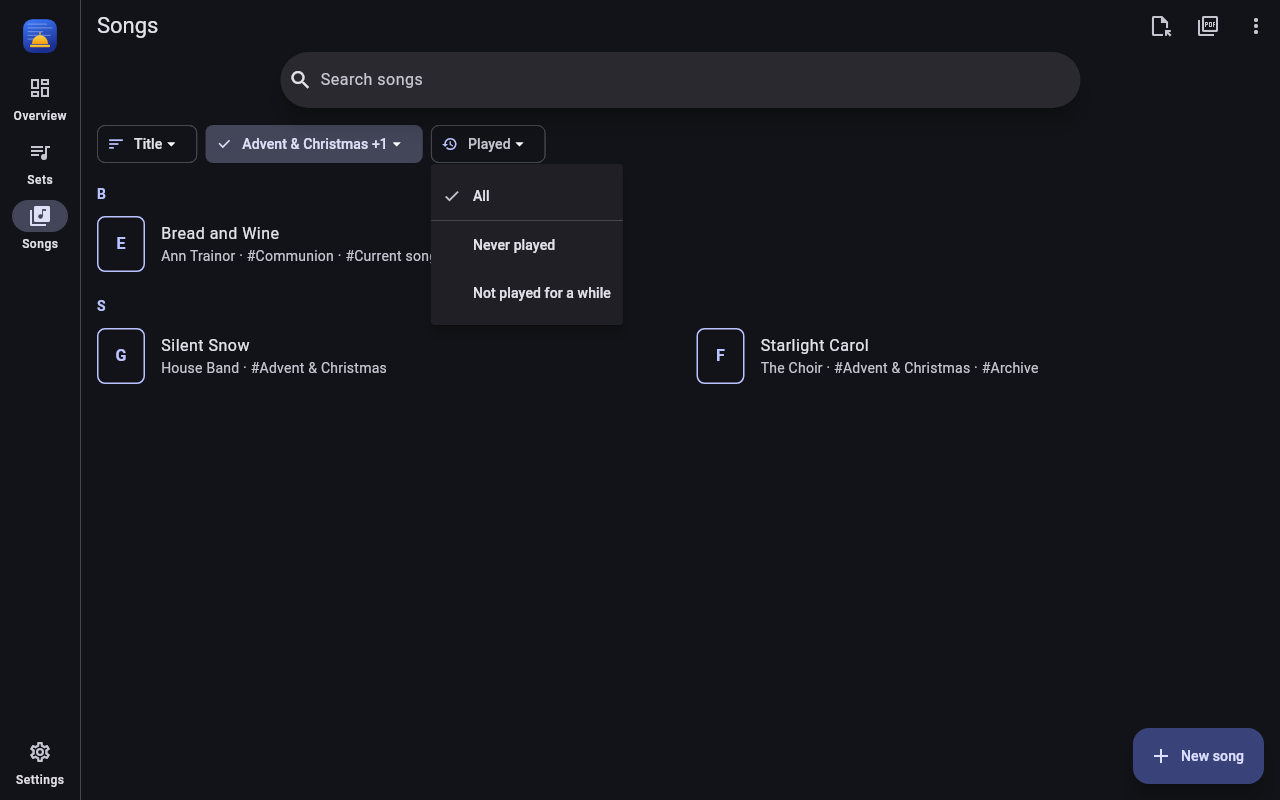 Songs
PDF
Search songs
Overview
Title
Advent & Christmas +1
Played
Sets
All
B
E
Bread and Wine
Ann Trainor · #Communion · #Current
Songs
Never played
Not played for a while
S
G
Silent Snow
House Band · #Advent & Christmas
F
Starlight Carol
The Choir · #Advent & Christmas · #Archive
New song
Settings